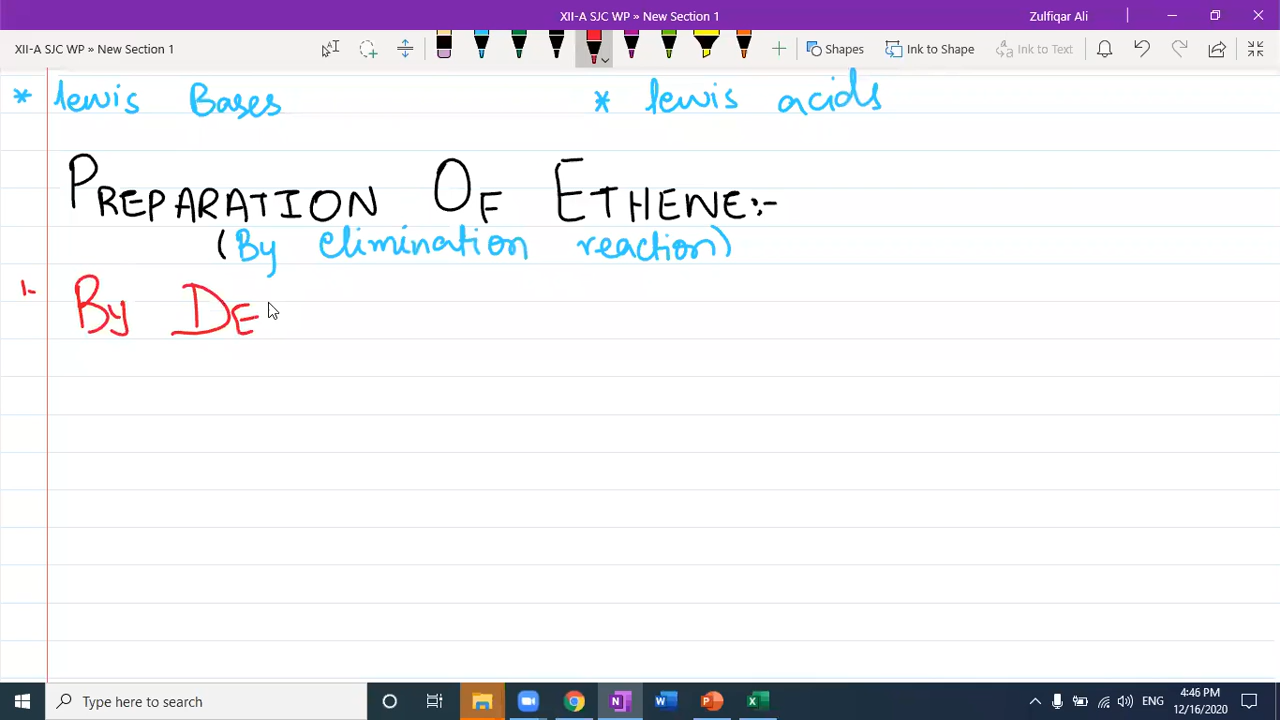 XII-A SJC WP » New Section 1
Zulfiqar Ali
XII-A SJC WP » New Section 1
Shapes
Ink to Shape
Ink to Text
* lewis Bases * lewis acids
PREPARATION OF ETHENE:-
(By elimination reaction)
1- By DE
Type here to search
ENG
4:46 PM
12/16/2020